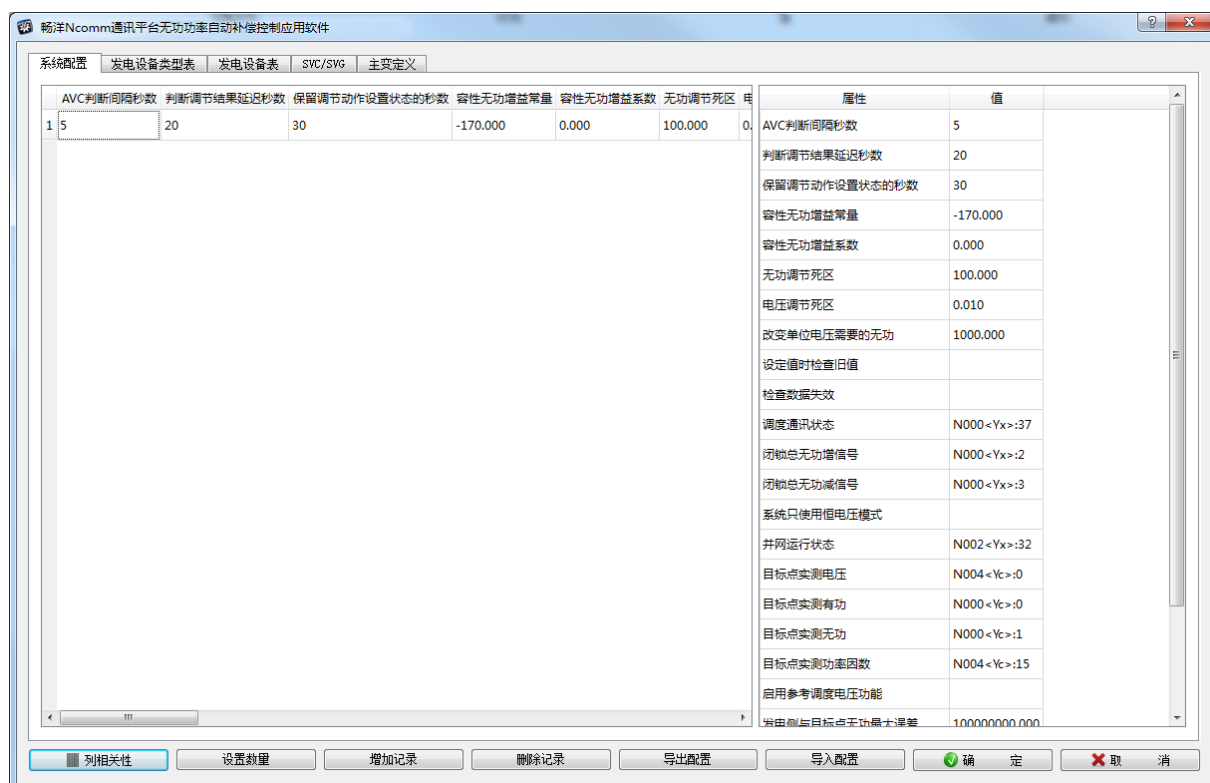 畅洋Ncomm通讯平台无功功率自动补偿控制应用软件
系统配置 发电设备类型表 发电设备表 SVC/SVG 主变定义
AVC判断间隔秒数 判断调节结果延迟秒数 保留调节动作设置状态的秒数 容性无功增益常量 容性无功增益系数 无功调节死区 电
1 5 20 30 -170.000 0.000 100.000 0.
属性 值
AVC判断间隔秒数 5
判断调节结果延迟秒数 20
保留调节动作设置状态的秒数 30
容性无功增益常量 -170.000
容性无功增益系数 0.000
无功调节死区 100.000
电压调节死区 0.010
改变单位电压需要的无功 1000.000
设定值时检查旧值
检查数据失效
调度通讯状态 N000<Yx>:37
闭锁总无功增信号 N000<Yx>:2
闭锁总无功减信号 N000<Yx>:3
系统只使用恒电压模式
并网运行状态 N002<Yx>:32
目标点实测电压 N004<Yc>:0
目标点实测有功 N000<Yc>:0
目标点实测无功 N000<Yc>:1
目标点实测功率因数 N004<Yc>:15
启用参考调度电压功能
发电侧与目标点无功最大误差 100000000.000
列相关性 设置数量 增加记录 删除记录 导出配置 导入配置 确 定 取 消